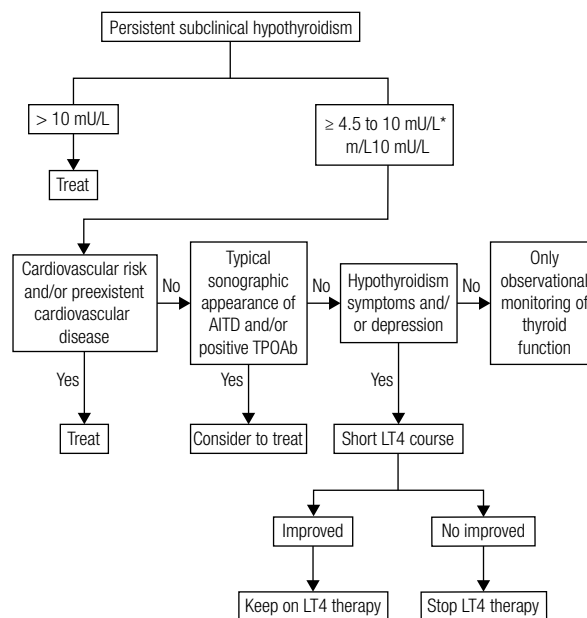 Persistent subclinical hypothyroidism
> 10 mU/L
≥ 4.5 to 10 mU/L*
m/L10 mU/L
Treat
Cardiovascular risk
and/or preexistent
cardiovascular
disease
No
Typical
sonographic
appearance of
AITD and/or
positive TPOAb
No
Hypothyroidism
symptoms and/
or depression
No
Only
observational
monitoring of
thyroid
function
Yes
Yes
Yes
Treat
Consider to treat
Short LT4 course
Improved
No improved
Keep on LT4 therapy
Stop LT4 therapy